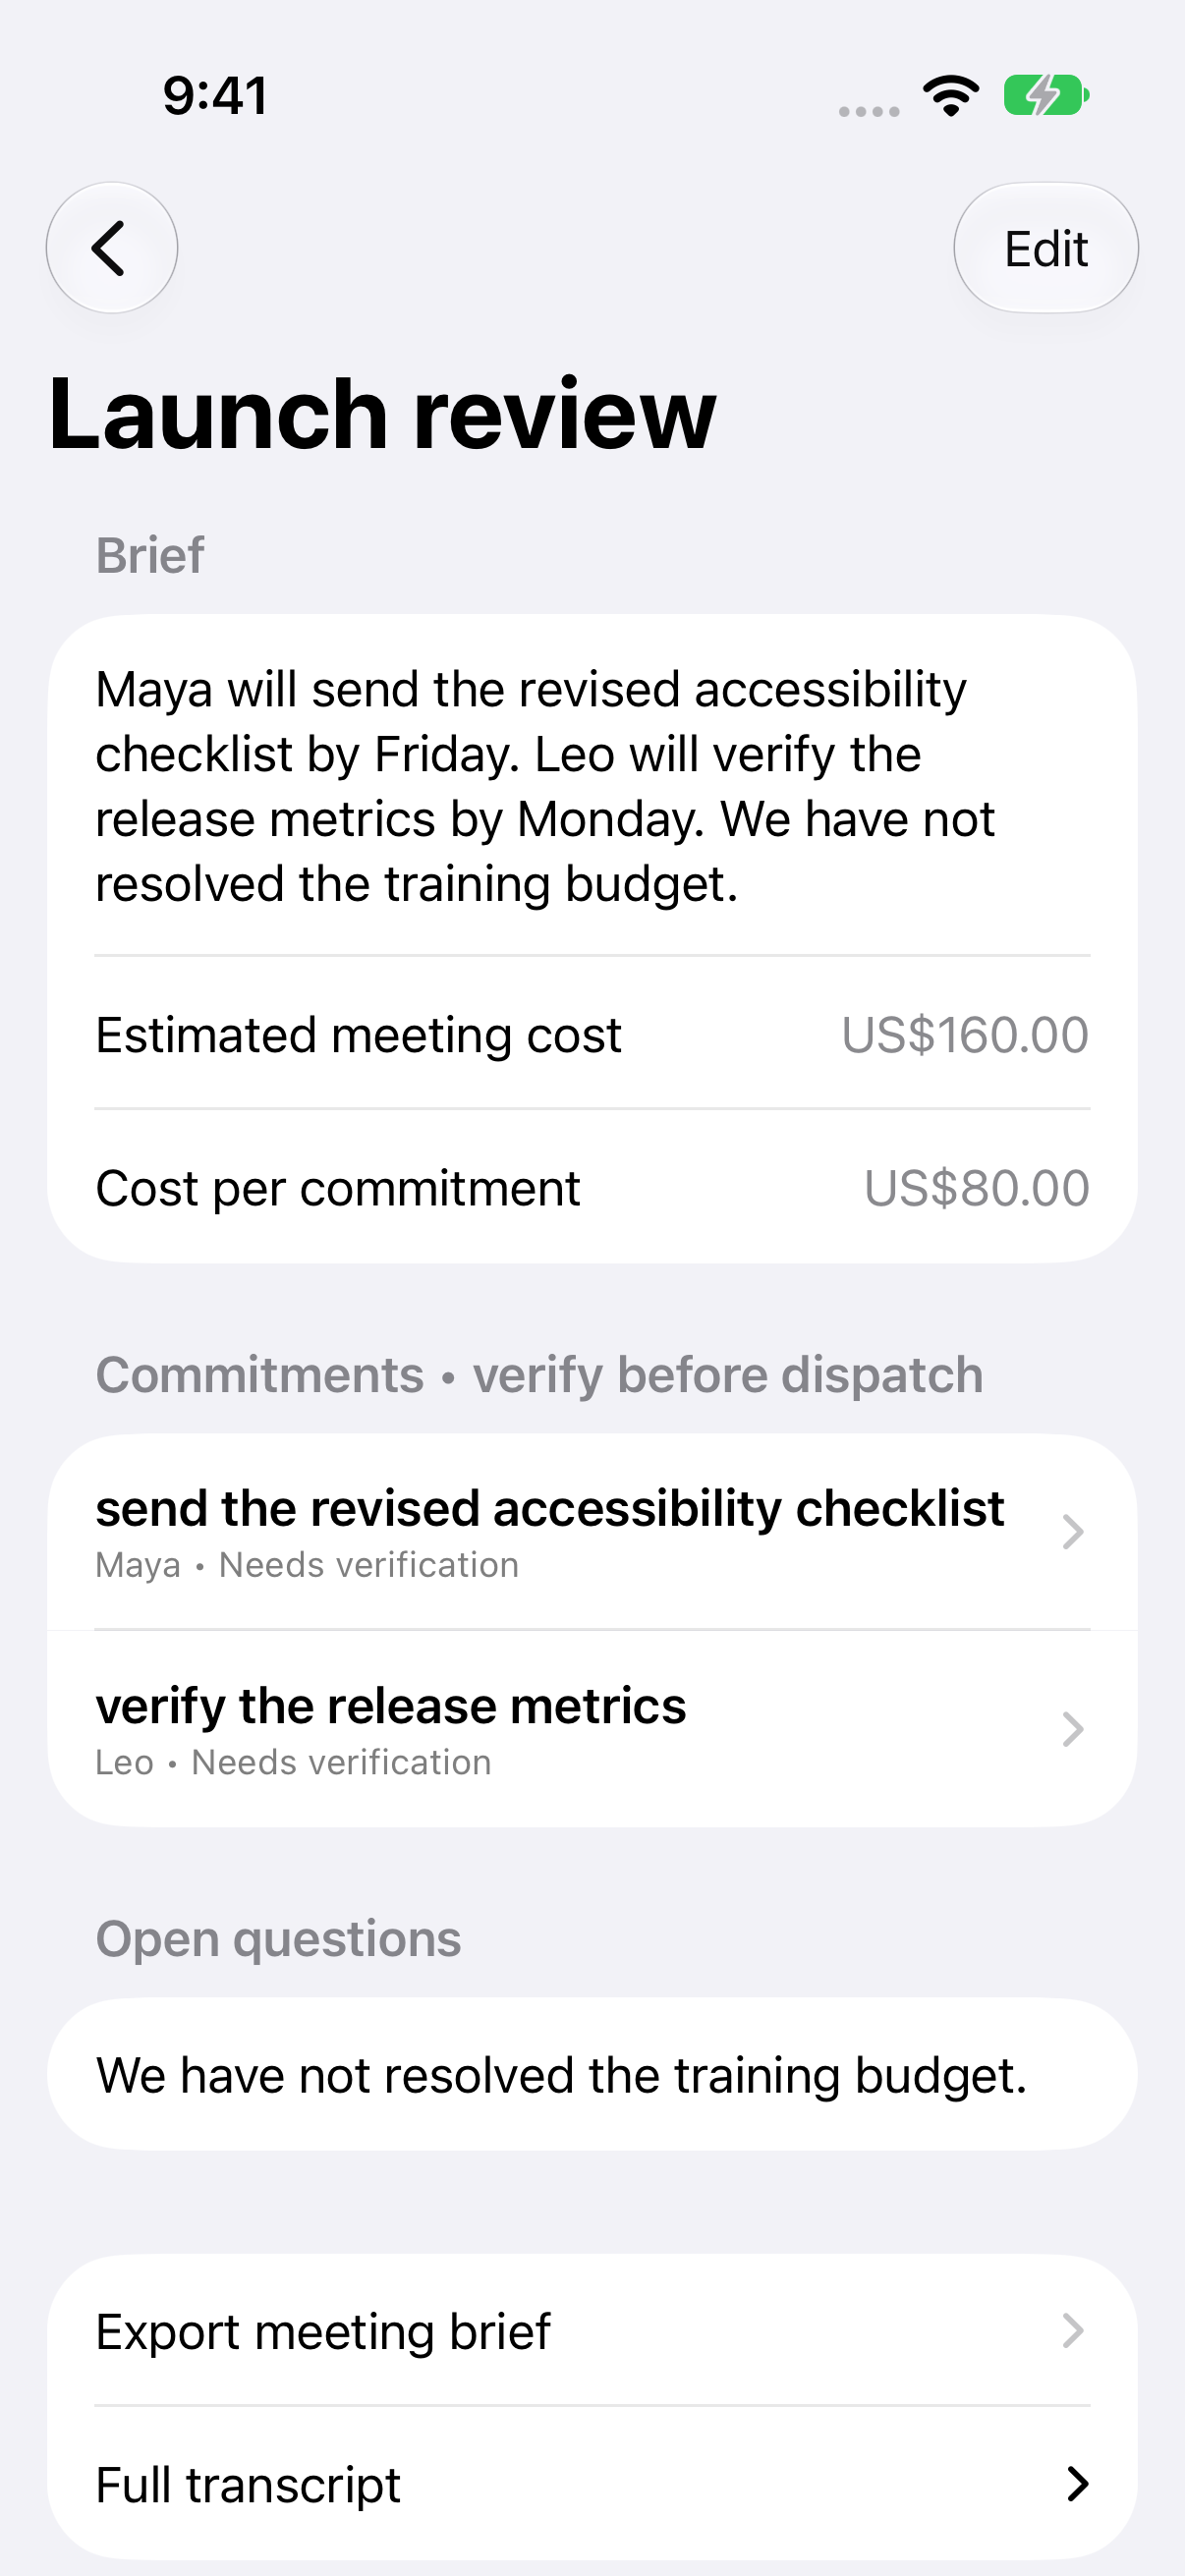 9:41
Edit
Launch review
Brief
Maya will send the revised accessibility
checklist by Friday. Leo will verify the
release metrics by Monday. We have not
resolved the training budget.
Estimated meeting cost US$160.00
Cost per commitment US$80.00
Commitments • verify before dispatch
send the revised accessibility checklist
Maya • Needs verification
verify the release metrics
Leo • Needs verification
Open questions
We have not resolved the training budget.
Export meeting brief
Full transcript